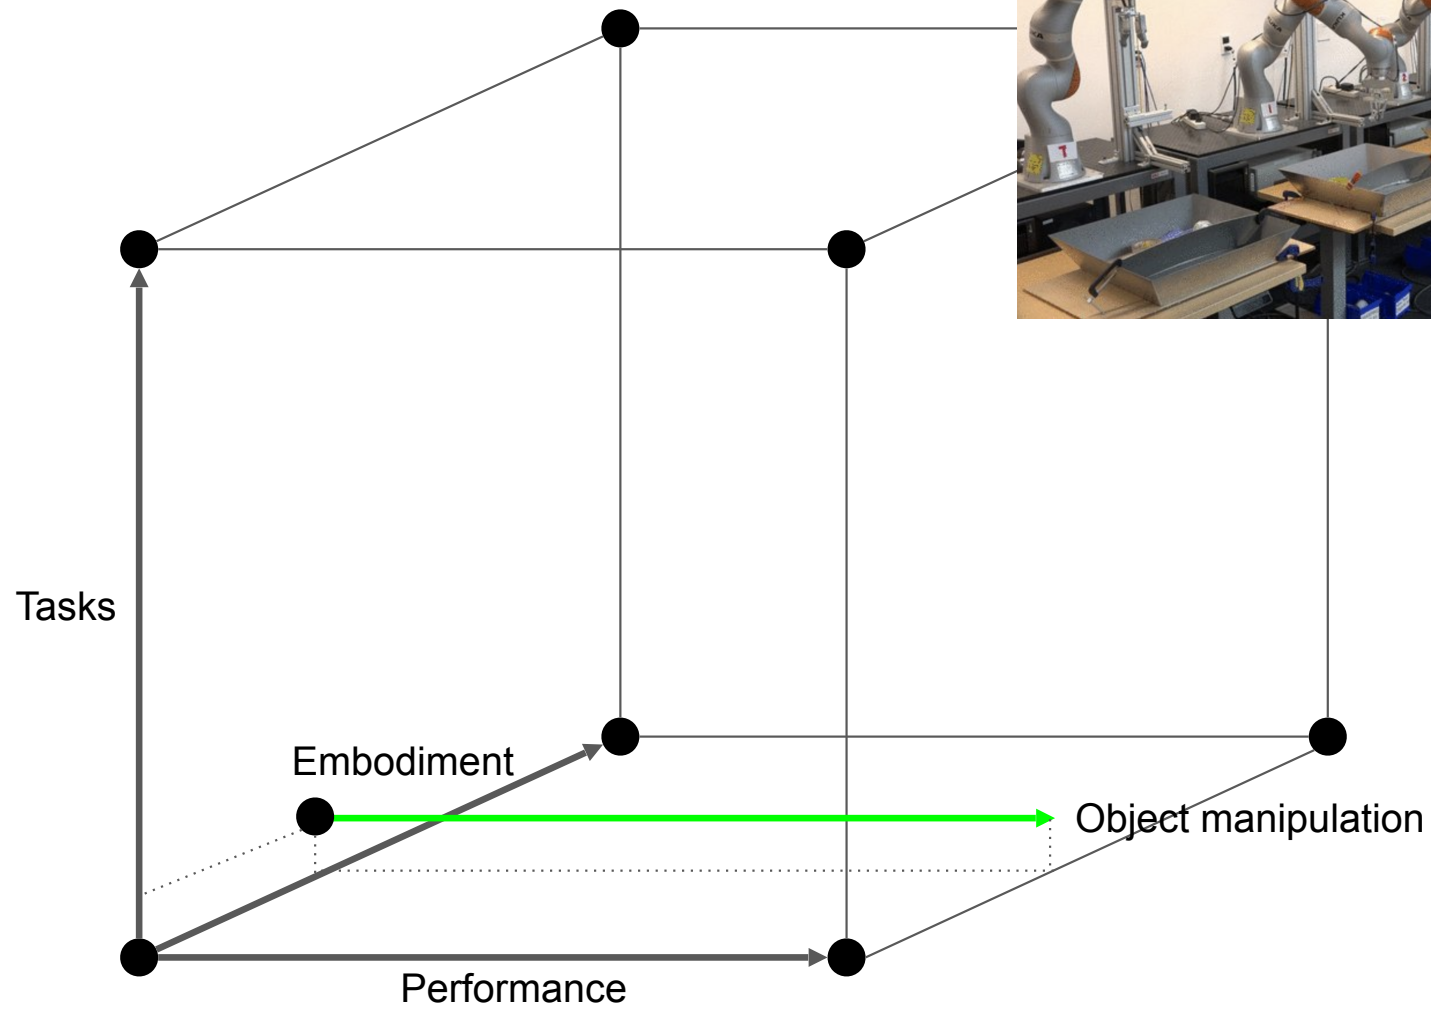 Tasks
Embodiment
Object manipulation
Performance